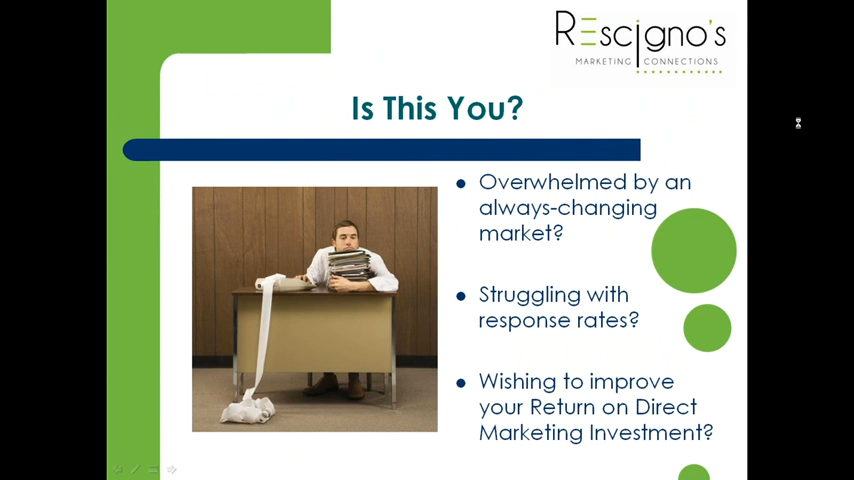 REscigno's
MARKETING CONNECTIONS
Is This You?
• Overwhelmed by an
always-changing
market?
• Struggling with
response rates?
• Wishing to improve
your Return on Direct
Marketing Investment?